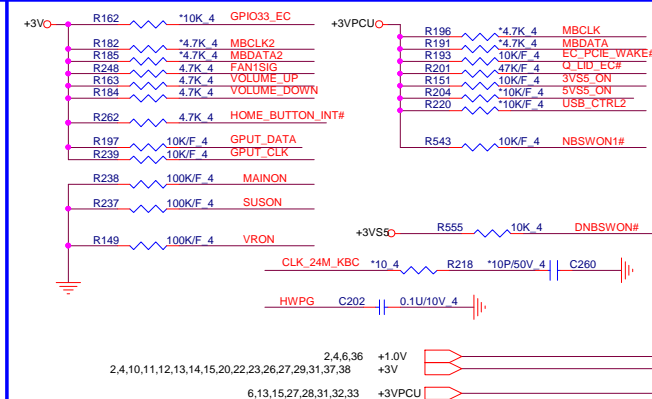 +3V R162 *10K_4 GPIO33_EC
R182 *4.7K_4 MBCLK2
R185 *4.7K_4 MBDATA2
R248 4.7K_4 FAN1SIG
R163 4.7K_4 VOLUME_UP
R184 4.7K_4 VOLUME_DOWN
R262 4.7K_4 HOME_BUTTON_INT#
R197 10K/F_4 GPUT_DATA
R239 10K/F_4 GPUT_CLK
R238 100K/F_4 MAINON
R237 100K/F_4 SUSON
R149 100K/F_4 VRON
+3VPCU R196 *4.7K_4 MBCLK
R191 *4.7K_4 MBDATA
R193 10K/F_4 EC_PCIE_WAKE#
R201 47K/F_4 Q_LID_EC#
R151 10K/F_4 3VS5_ON
R204 *10K/F_4 5VS5_ON
R220 *10K/F_4 USB_CTRL2
R543 10K/F_4 NBSWON1#
+3VS5 R555 10K_4 DNBSWON#
CLK_24M_KBC *10_4 R218 *10P/50V_4 C260
HWPG C202 0.1U/10V_4
2,4,6,36 +1.0V
2,4,10,11,12,13,14,15,20,22,23,26,27,29,31,37,38 +3V
6,13,15,27,28,31,32,33 +3VPCU